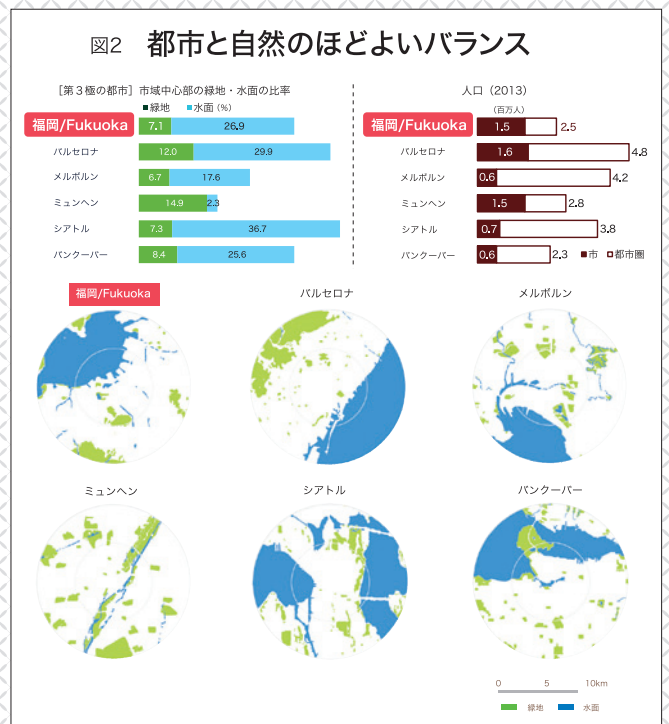 図2 都市と自然のほどよいバランス
［第3極の都市］市域中心部の緑地・水面の比率
■緑地 ■水面 (%)
福岡/Fukuoka 7.1 26.9
バルセロナ 12.0 29.9
メルボルン 6.7 17.6
ミュンヘン 14.9 2.3
シアトル 7.3 36.7
バンクーバー 8.4 25.6
人口（2013）
（百万人）
福岡/Fukuoka 1.5 2.5
バルセロナ 1.6 4.8
メルボルン 0.6 4.2
ミュンヘン 1.5 2.8
シアトル 0.7 3.8
バンクーバー 0.6 2.3 ■市 □都市圏
福岡/Fukuoka バルセロナ メルボルン
ミュンヘン シアトル バンクーバー
0 5 10km
緑地 水面